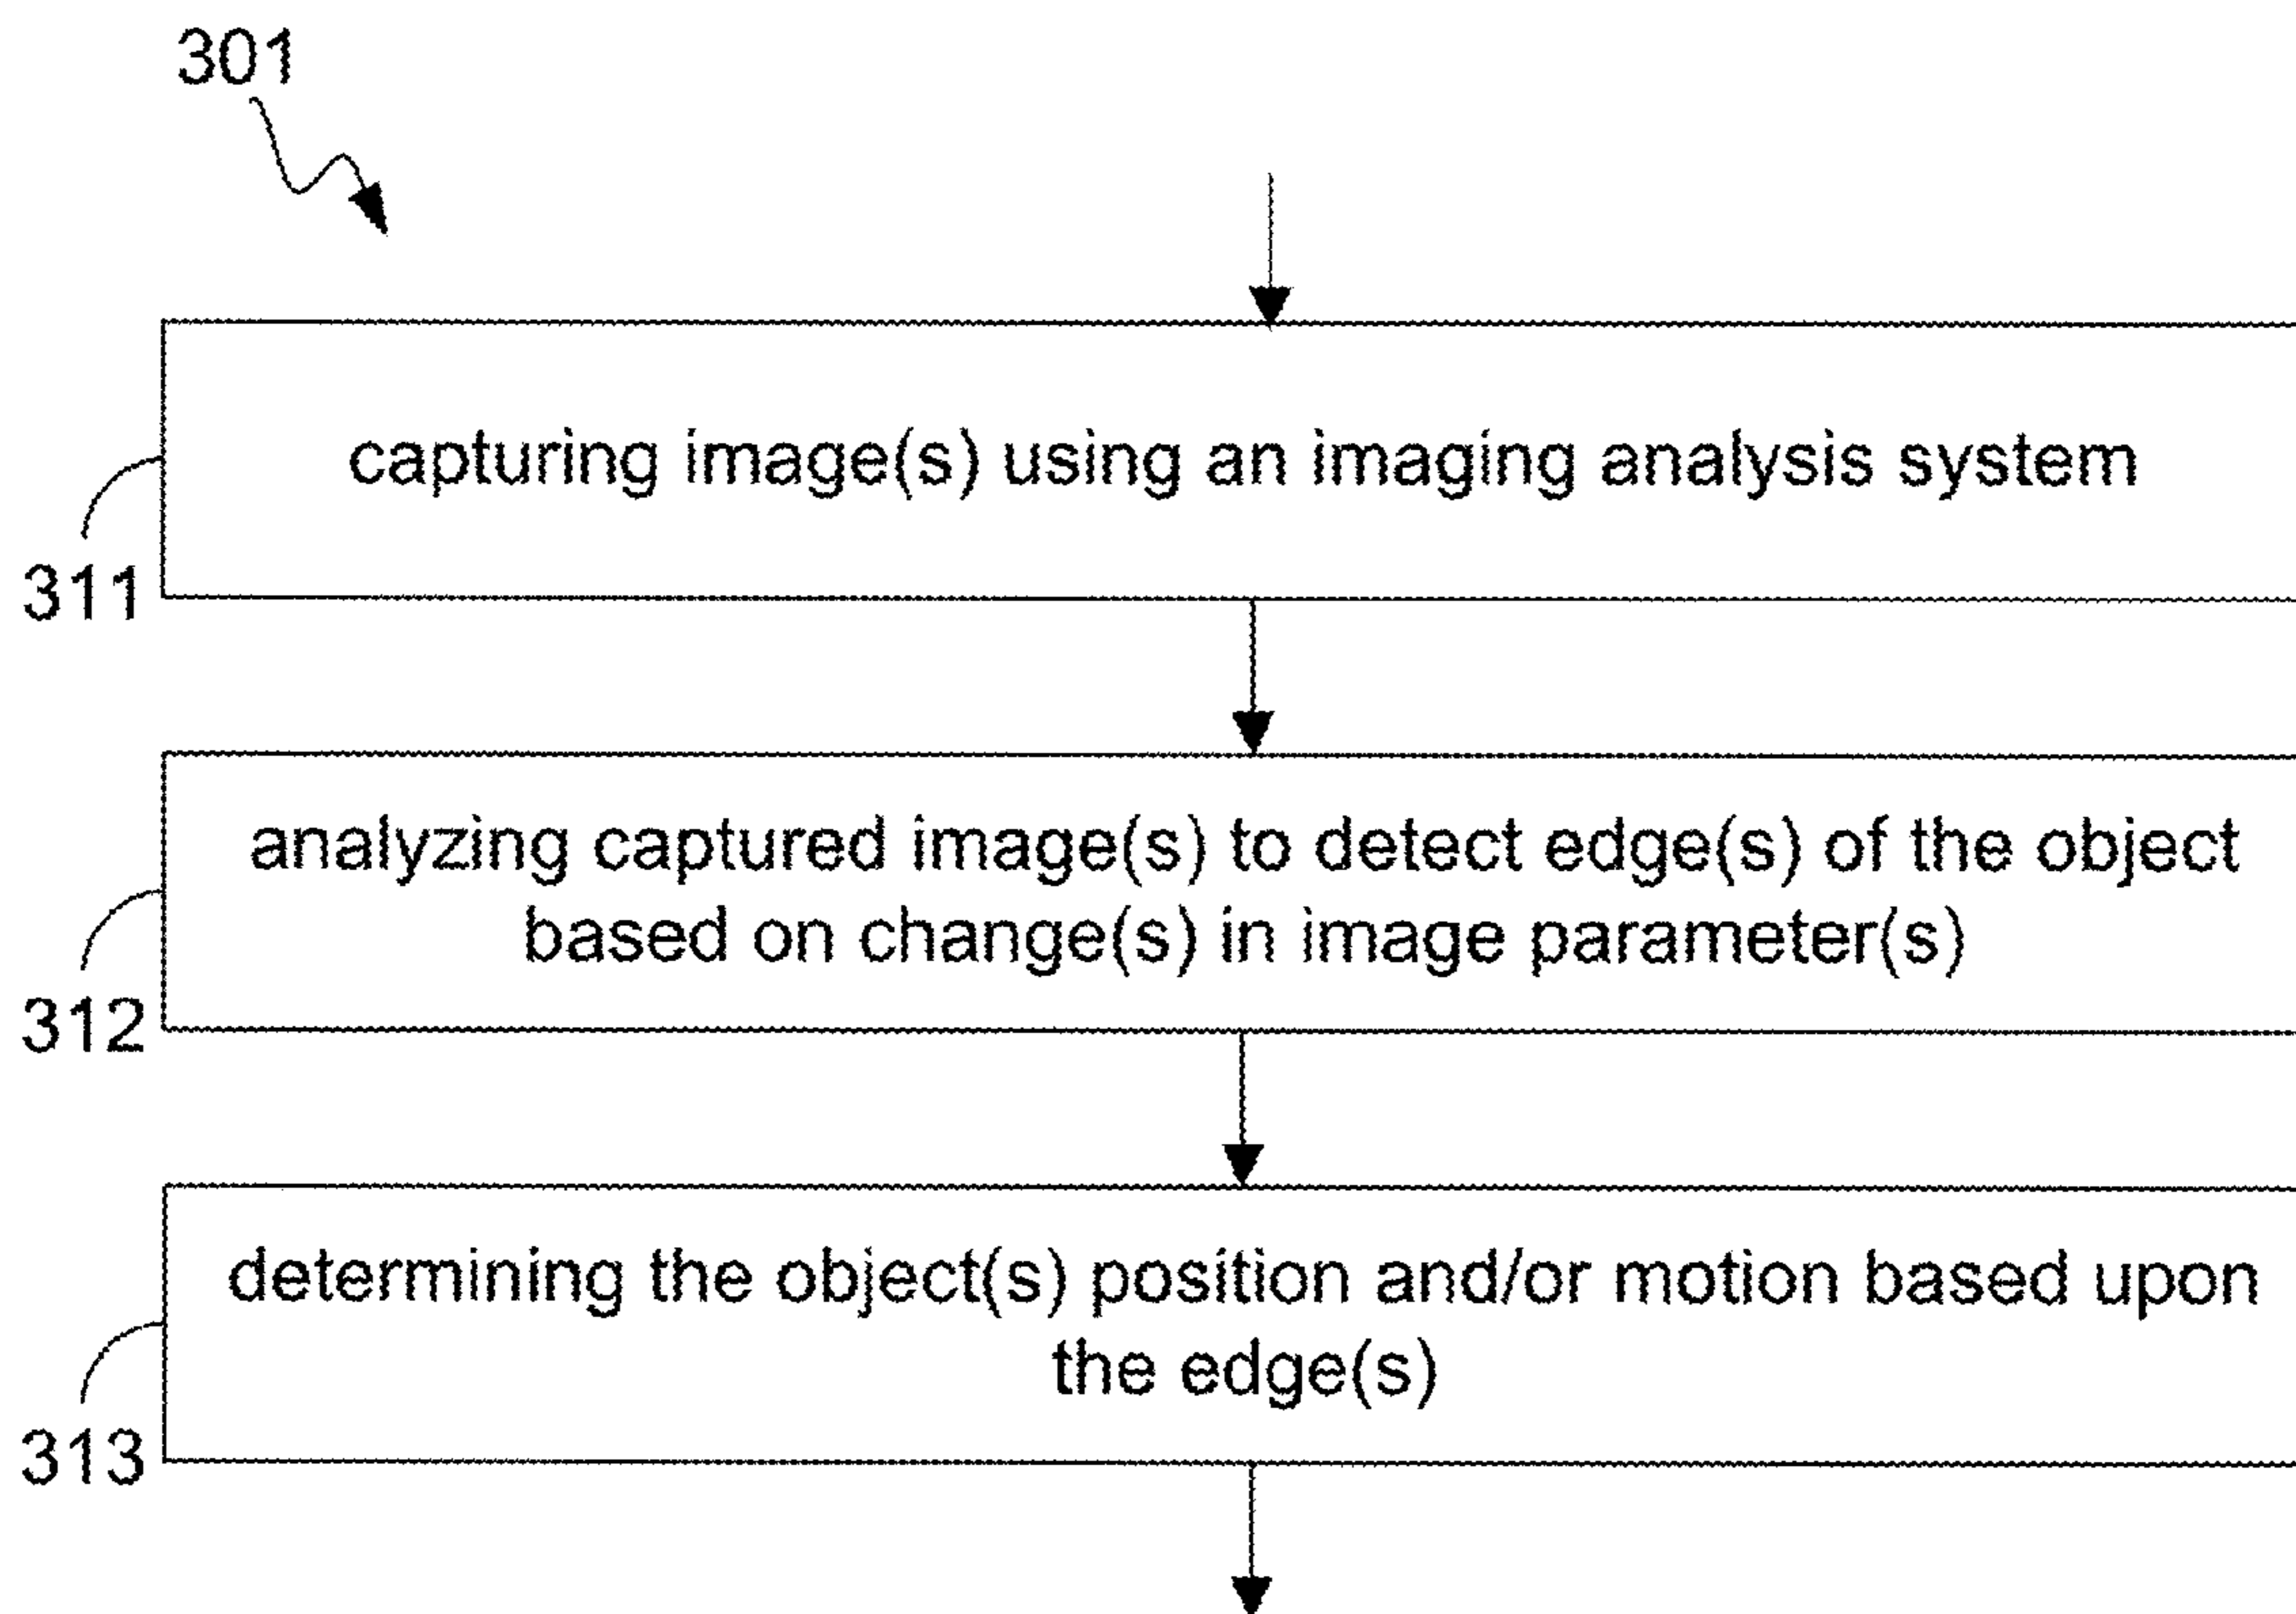 301
capturing image(s) using an imaging analysis system
311
analyzing captured image(s) to detect edge(s) of the object
based on change(s) in image parameter(s)
312
determining the object(s) position and/or motion based upon
the edge(s)
313